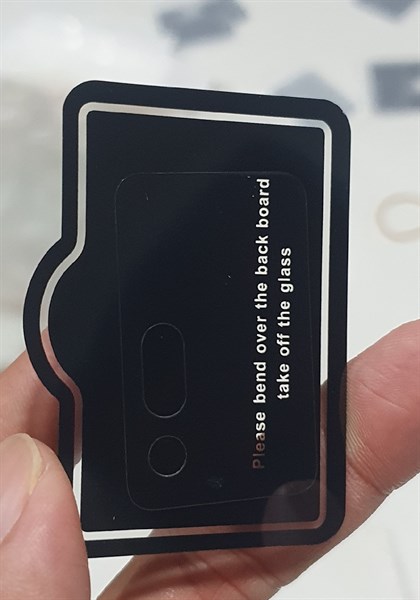 Please bend over the back board
take off the glass